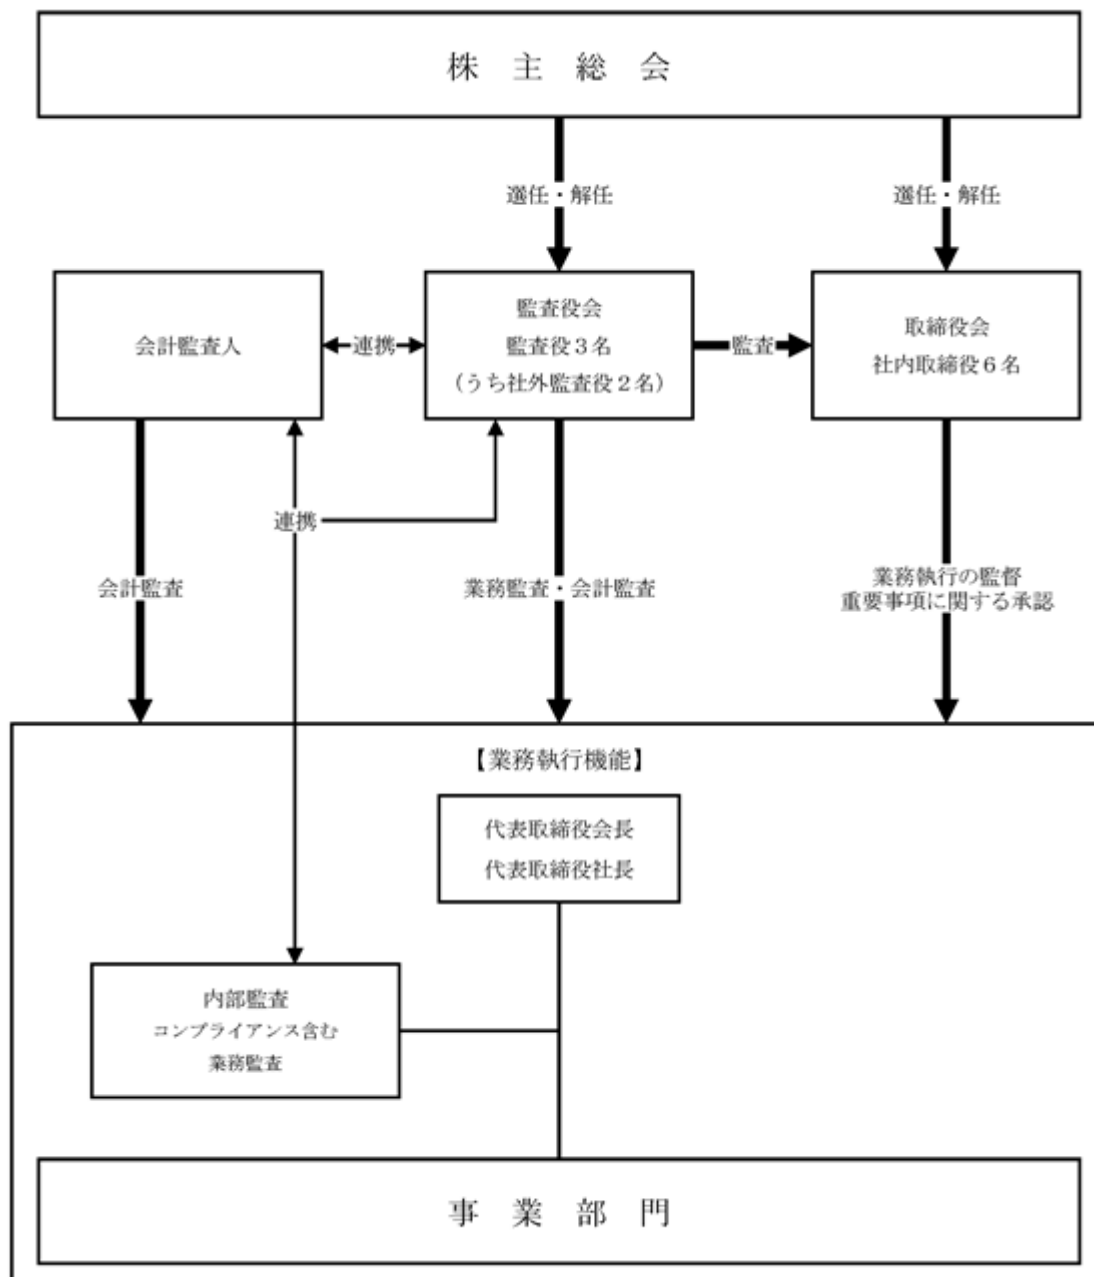 株 主 総 会
選任・解任
選任・解任
会計監査人
連携
監査役会
監査役３名
（うち社外監査役２名）
監査
取締役会
社内取締役６名
連携
会計監査
業務監査・会計監査
業務執行の監督
重要事項に関する承認
【業務執行機能】
代表取締役会長
代表取締役社長
内部監査
コンプライアンス含む
業務監査
事 業 部 門